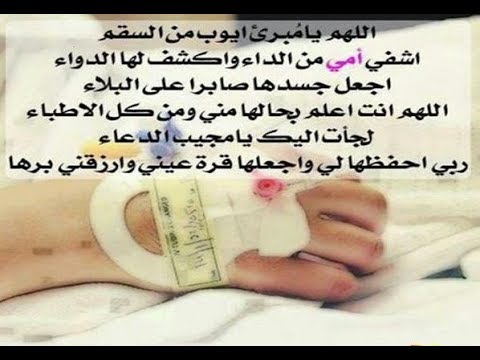 اللهم يامُبرئ ايوب من السقم
اشفي أمي من الداء واكشف لها الدواء
اجعل جسدها صابرا على البلاء
اللهم انت اعلم بحالها مني ومن كل الاطباء
لجأت اليك يامجيب الدعاء
ربي احفظها لي واجعلها قرة عيني وارزقني برها